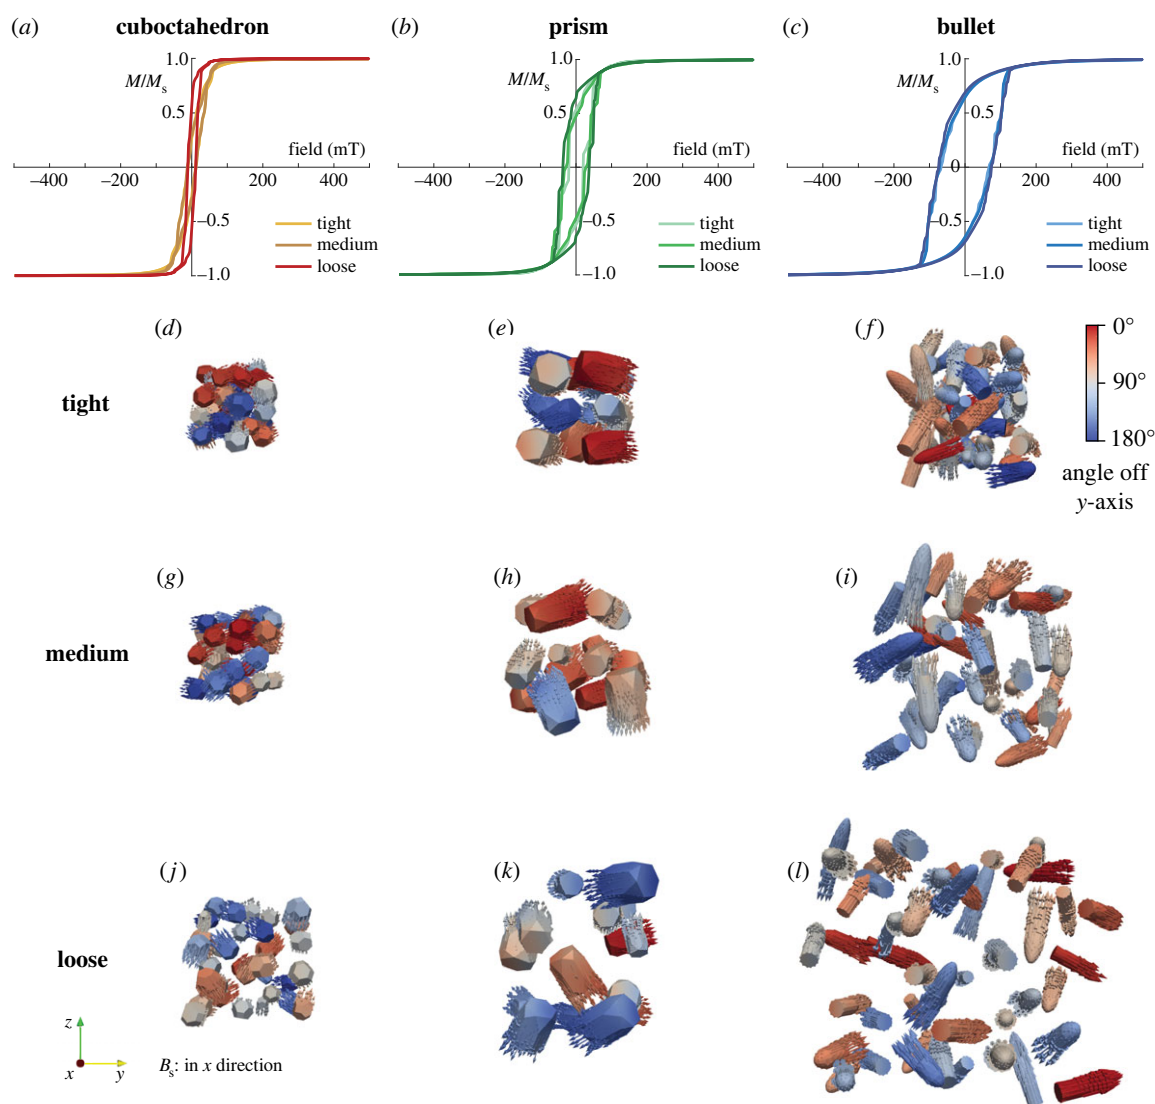 (a) cuboctahedron
M/Ms
1.0
0.5
field (mT)
−400 −200 0 200 400
−0.5
−1.0
tight
medium
loose
(b) prism
M/Ms
1.0
0.5
field (mT)
−400 −200 0 200 400
−0.5
−1.0
tight
medium
loose
(c) bullet
M/Ms
1.0
0.5
field (mT)
−400 −200 0 200 400
−0.5
−1.0
tight
medium
loose
tight
(d)
(e)
(f)
0°
90°
180°
angle off
y-axis
medium
(g)
(h)
(i)
loose
(j)
(k)
(l)
z
x y
Bs: in x direction